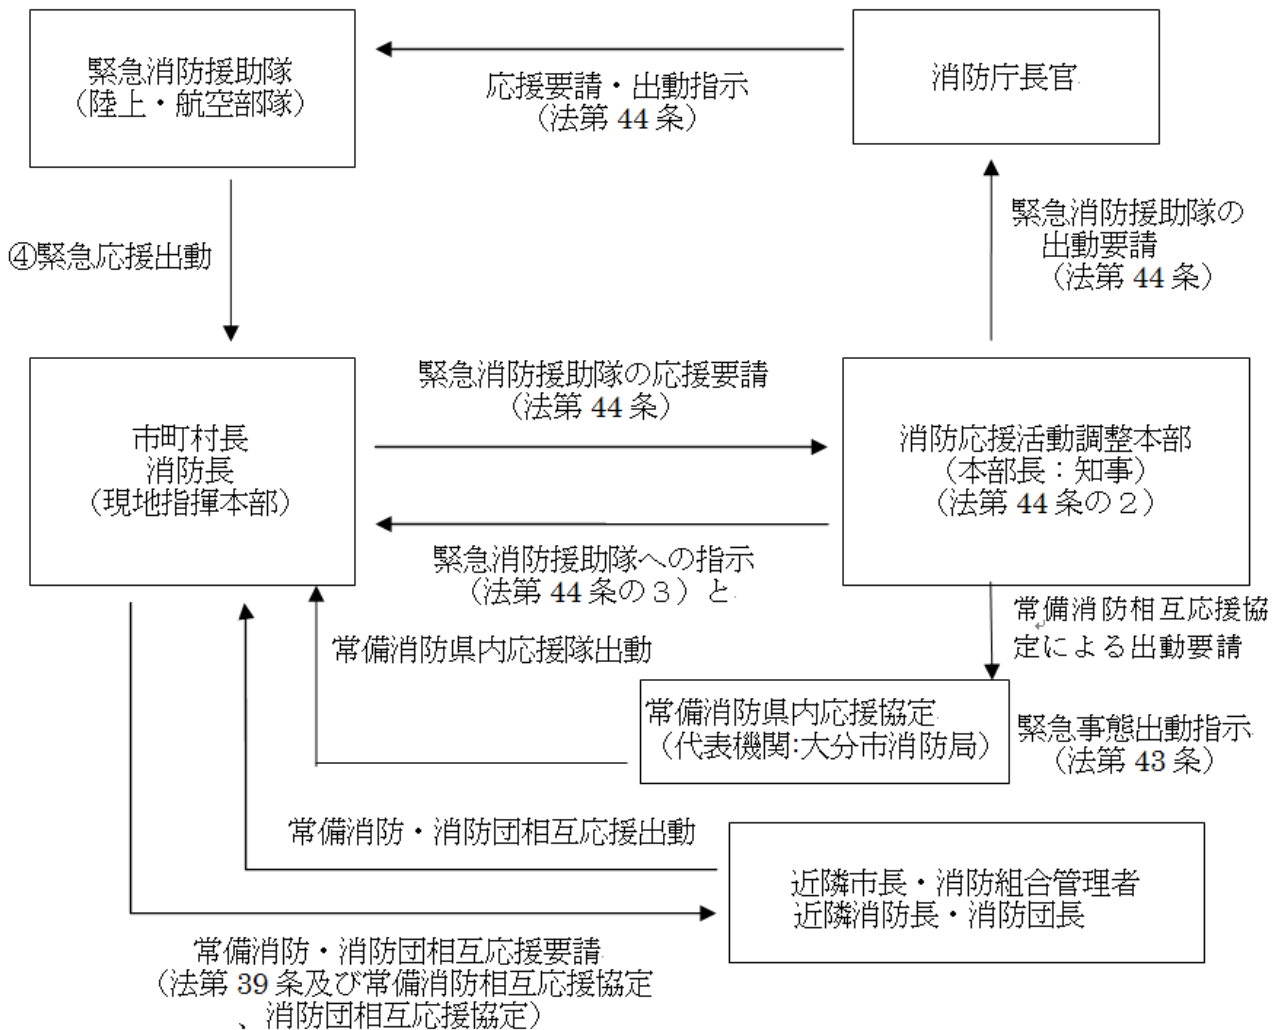 緊急消防援助隊
（陸上・航空部隊）
応援要請・出動指示
（法第 44 条）
消防庁長官
④緊急応援出動
緊急消防援助隊の
出動要請
（法第 44 条）
市町村長
消防長
（現地指揮本部）
緊急消防援助隊の応援要請
（法第 44 条）
緊急消防援助隊への指示
（法第 44 条の３）と
消防応援活動調整本部
（本部長：知事）
（法第 44 条の２）
常備消防県内応援隊出動
常備消防相互応援協
定による出動要請
常備消防県内応援協定
（代表機関:大分市消防局）
緊急事態出動指示
（法第 43 条）
常備消防・消防団相互応援出動
近隣市長・消防組合管理者
近隣消防長・消防団長
常備消防・消防団相互応援要請
（法第 39 条及び常備消防相互応援協定
、消防団相互応援協定）